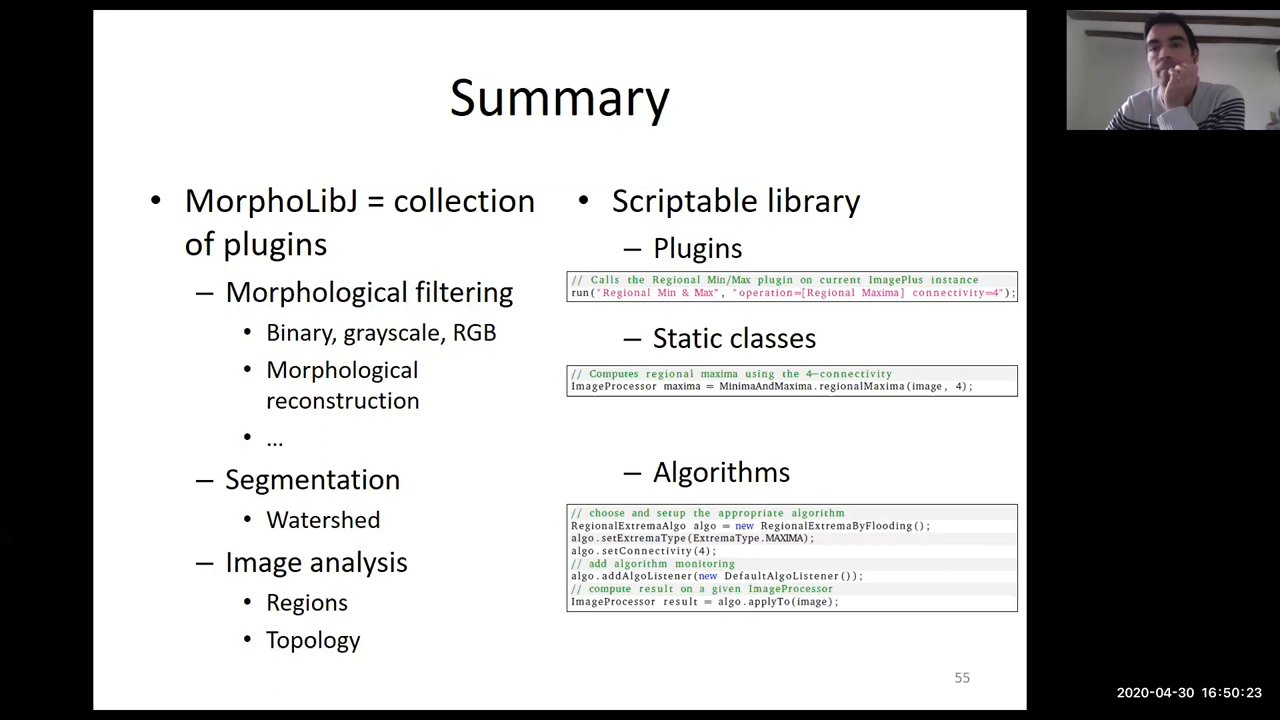 Summary
• MorphoLibJ = collection
of plugins
– Morphological filtering
• Binary, grayscale, RGB
• Morphological
reconstruction
• ...
– Segmentation
• Watershed
– Image analysis
• Regions
• Topology
• Scriptable library
– Plugins
// Calls the Regional Min/Max plugin on current ImagePlus instance
run("Regional Min & Max", "operation=[Regional Maxima] connectivity=4");
– Static classes
// Computes regional maxima using the 4–connectivity
ImageProcessor maxima = MinimaAndMaxima.regionalMaxima(image, 4);
– Algorithms
// choose and setup the appropriate algorithm
RegionalExtremaAlgo algo = new RegionalExtremaByFlooding();
algo.setExtremaType(ExtremaType.MAXIMA);
algo.setConnectivity(4);
// add algorithm monitoring
algo.addAlgoListener(new DefaultAlgoListener());
// compute result on a given ImageProcessor
ImageProcessor result = algo.applyTo(image);
55
2020-04-30 16:50:23